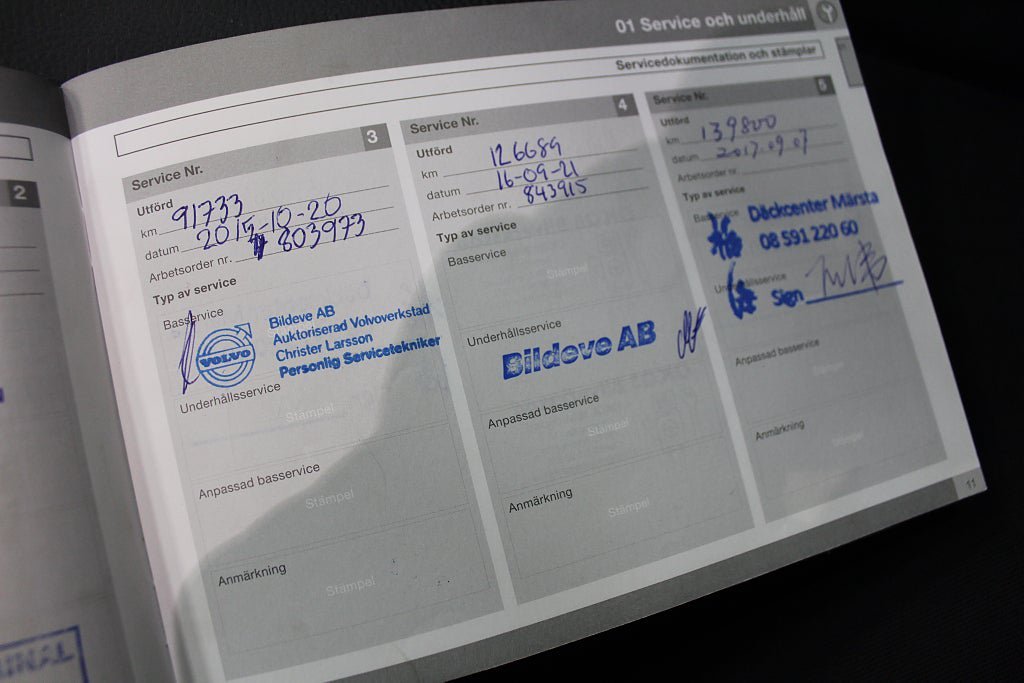 01 Service och underhåll
Servicedokumentation och stämplar
2
Service Nr. 3
Utförd
km 91733
datum 2015-10-20
Arbetsorder nr. 803973
Typ av service
Basservice
VOLVO
Bildeve AB
Auktoriserad Volvoverkstad
Christer Larsson
Personlig Servicetekniker
Underhållsservice
Stämpel
Anpassad basservice
Stämpel
Anmärkning
Stämpel
Service Nr. 4
Utförd
km 126689
datum 16-09-21
Arbetsorder nr. 843915
Typ av service
Basservice
Stämpel
Underhållsservice
Bildeve AB
Anpassad basservice
Stämpel
Anmärkning
Stämpel
Service Nr. 5
Utförd
km 139800
datum 2017.09.07
Arbetsorder nr.
Typ av service
Basservice
Däckcenter Märsta
08 591 220 60
Underhållsservice
Sign
Anpassad basservice
Stämpel
Anmärkning
Stämpel
11